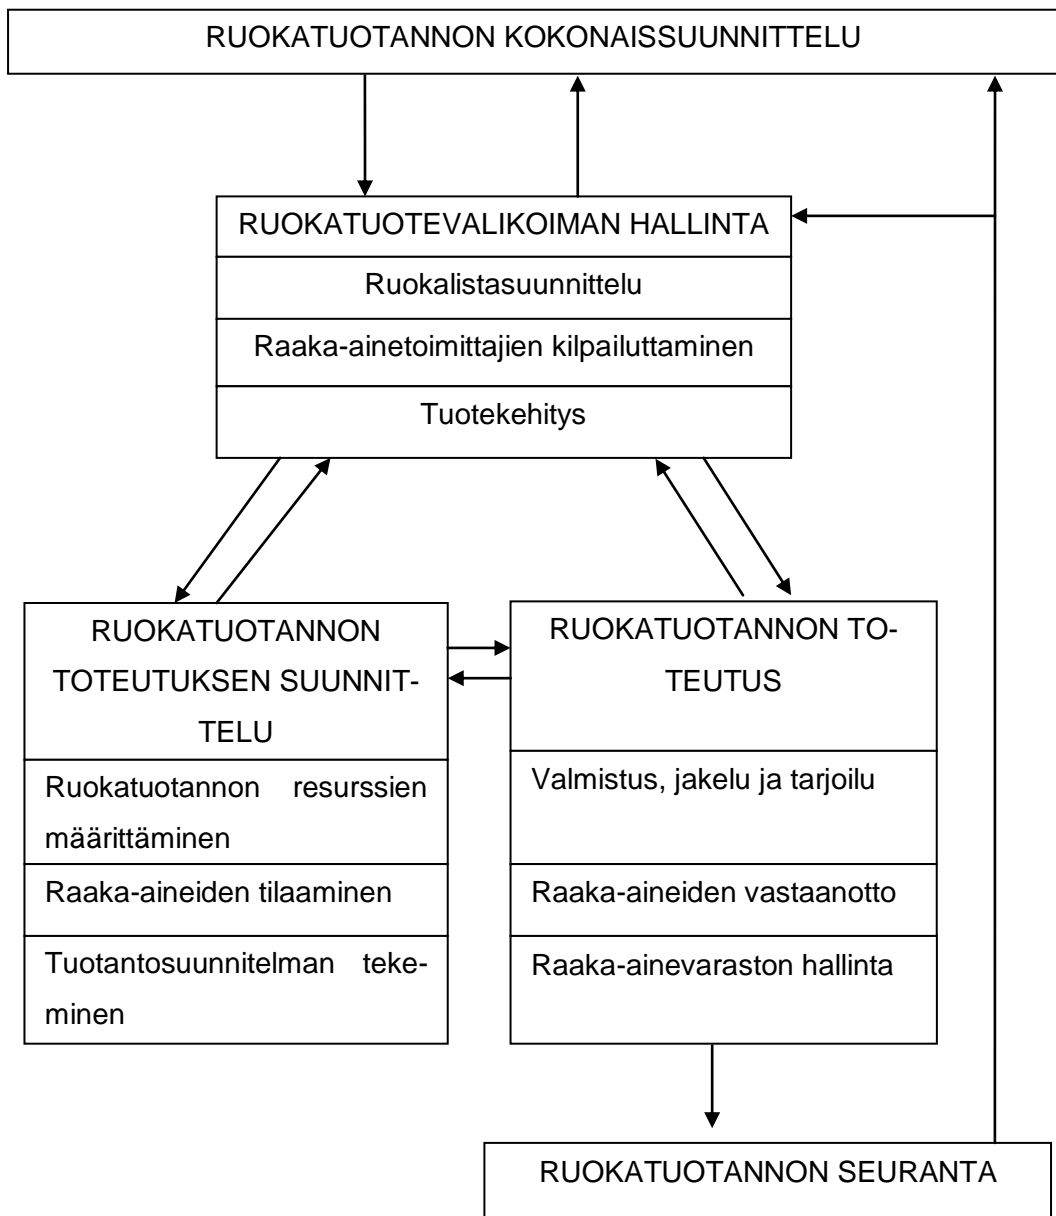 RUOKATUOTANNON KOKONAISSUUNNITTELU
RUOKATUOTEVALIKOIMAN HALLINTA
Ruokalistasuunnittelu
Raaka-ainetoimittajien kilpailuttaminen
Tuotekehitys
RUOKATUOTANNON
TOTEUTUKSEN SUUNNIT-
TELU
Ruokatuotannon resurssien
määrittäminen
Raaka-aineiden tilaaminen
Tuotantosuunnitelman teke-
minen
RUOKATUOTANNON TO-
TEUTUS
Valmistus, jakelu ja tarjoilu
Raaka-aineiden vastaanotto
Raaka-ainevaraston hallinta
RUOKATUOTANNON SEURANTA